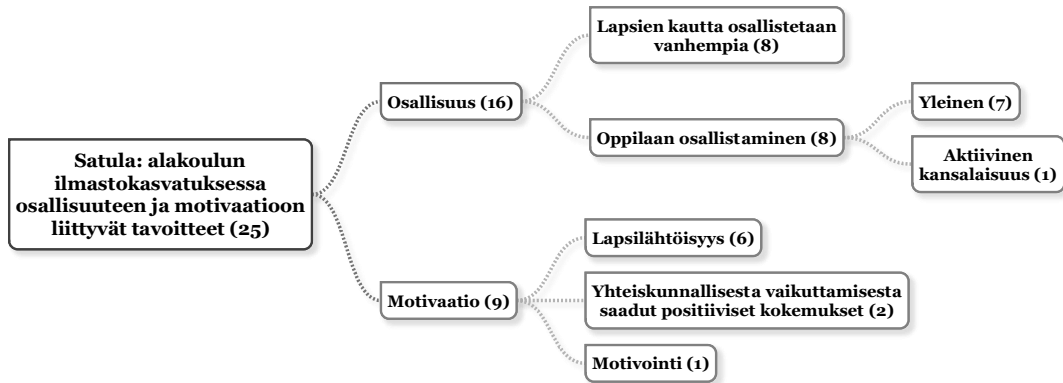 Satula: alakoulun
ilmastokasvatuksessa
osallisuuteen ja motivaatioon
liittyvät tavoitteet (25)
Osallisuus (16)
Lapsien kautta osallistetaan
vanhempia (8)
Oppilaan osallistaminen (8)
Yleinen (7)
Aktiivinen
kansalaisuus (1)
Motivaatio (9)
Lapsilähtöisyys (6)
Yhteiskunnallisesta vaikuttamisesta
saadut positiiviset kokemukset (2)
Motivointi (1)